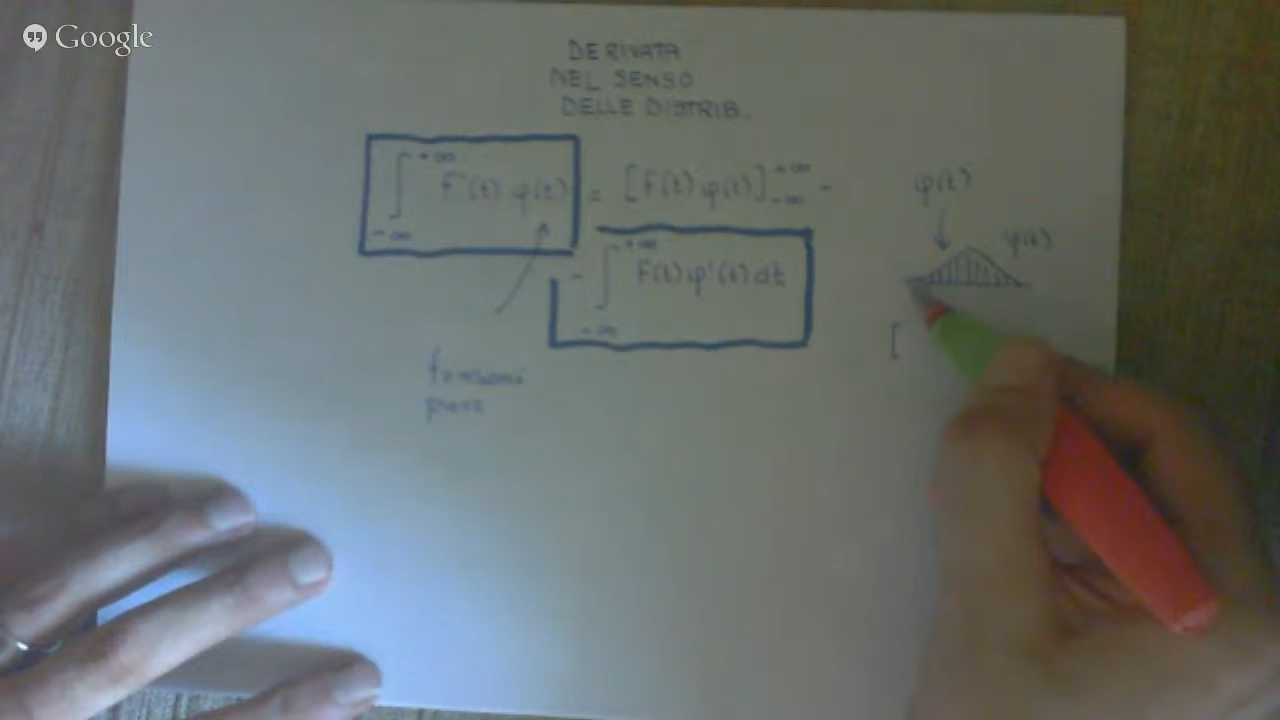 Google
DERIVATA
NEL SENSO
DELLE DISTRIB.
∫ +∞ -∞ f'(t) φ(t) = [f(t) φ(t)] +∞ -∞ -
- ∫ +∞ -∞ f(t) φ'(t) dt
φ(t)
φ(t)
[
funzioni
prova